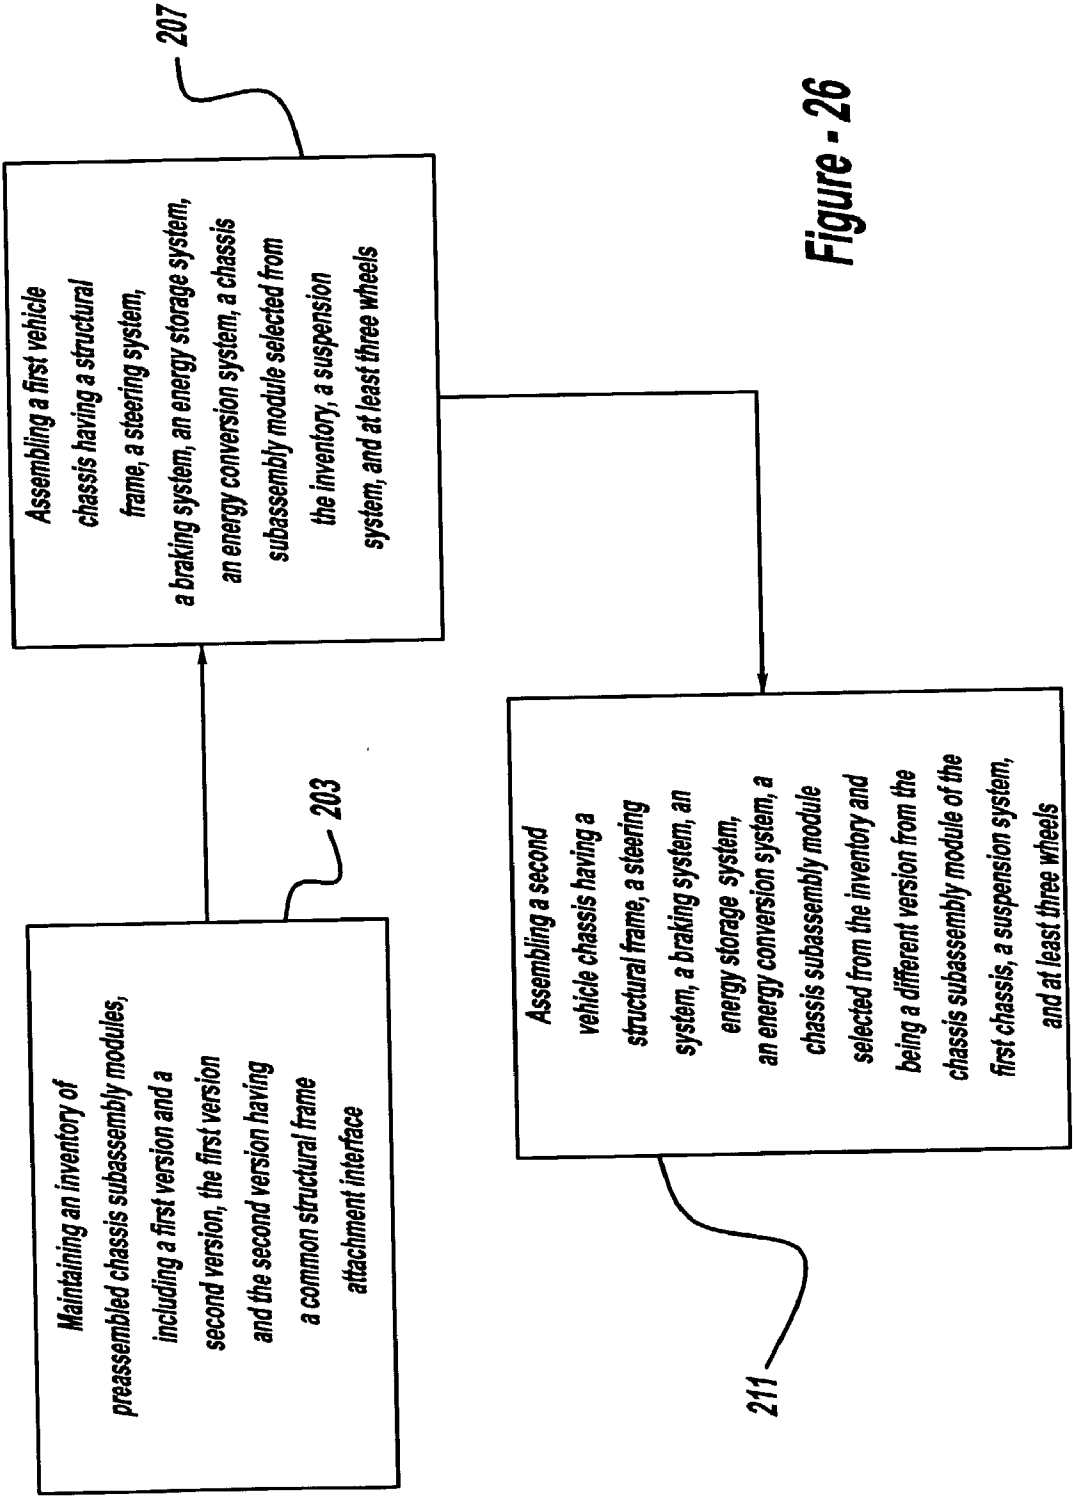 Maintaining an inventory of
preassembled chassis subassembly modules,
including a first version and a
second version, the first version
and the second version having
a common structural frame
attachment interface
203
Assembling a first vehicle
chassis having a structural
frame, a steering system,
a braking system, an energy storage system,
an energy conversion system, a chassis
subassembly module selected from
the inventory, a suspension
system, and at least three wheels
207
Assembling a second
vehicle chassis having a
structural frame, a steering
system, a braking system, an
energy storage system,
an energy conversion system, a
chassis subassembly module
selected from the inventory and
being a different version from the
chassis subassembly module of the
first chassis, a suspension system,
and at least three wheels
211
Figure - 26